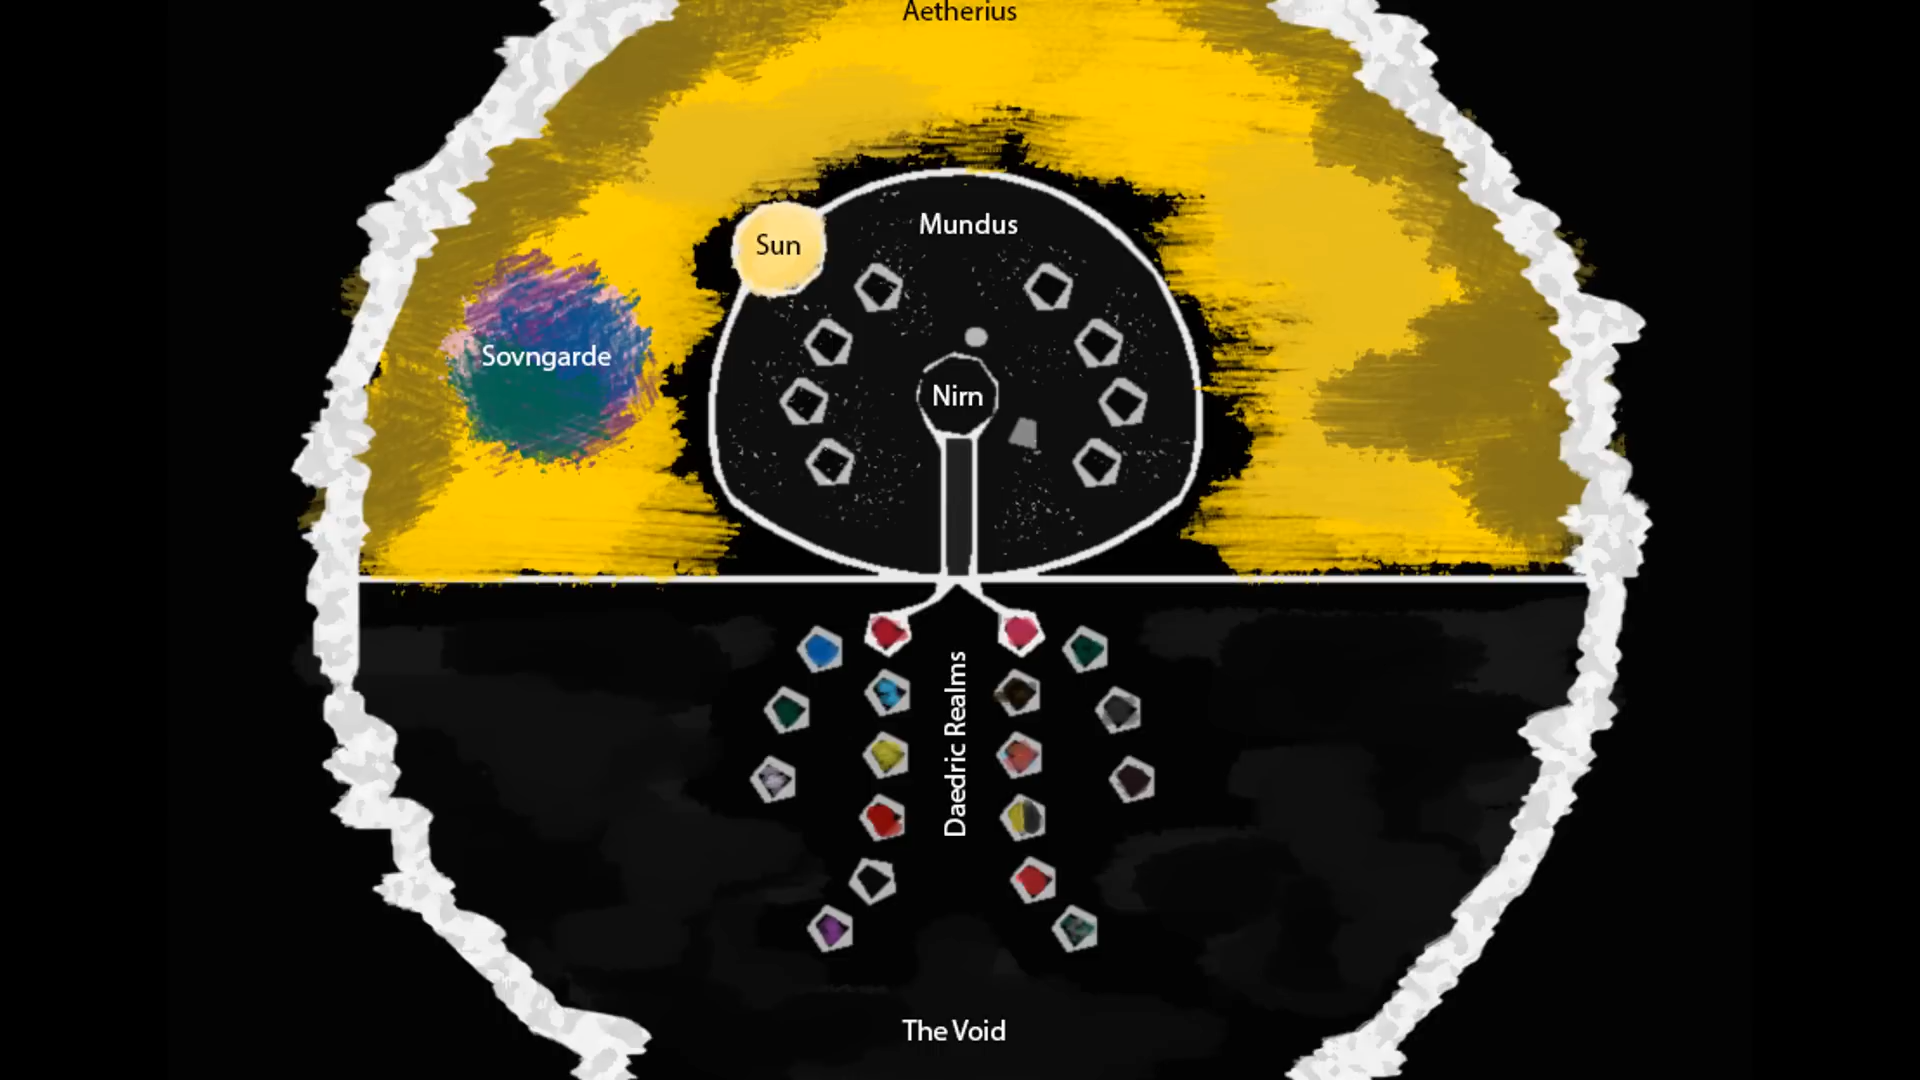 Aetherius
Mundus
Sun
Sovngarde
Nirn
Daedric Realms
The Void